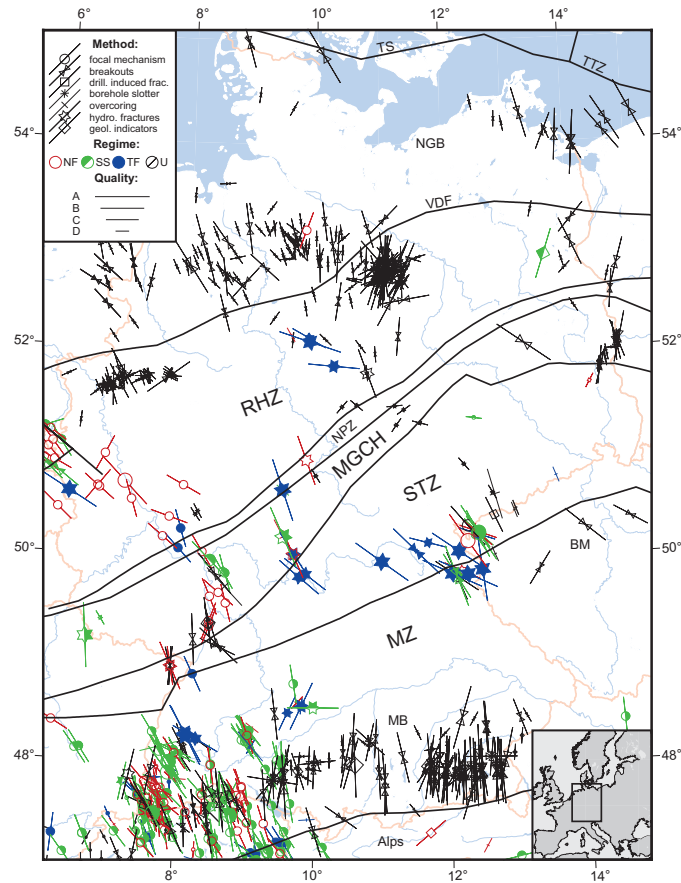 6° 8° 10° 12° 14°
Method:
focal mechanism
breakouts
drill. induced frac.
borehole slotter
overcoring
hydro. fractures
geol. indicators
Regime:
NF SS TF U
Quality:
A
B
C
D
TS
TTZ
54° 54°
NGB
VDF
52° 52°
RHZ
NPZ
MGCH
STZ
50° 50°
BM
MZ
MB
48° 48°
Alps
8° 10° 12° 14°